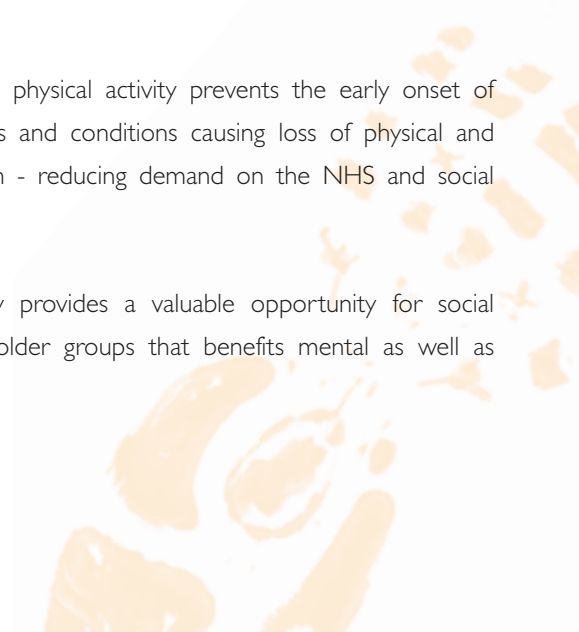 physical activity prevents the early onset of
and conditions causing loss of physical and
- reducing demand on the NHS and social
provides a valuable opportunity for social
older groups that benefits mental as well as